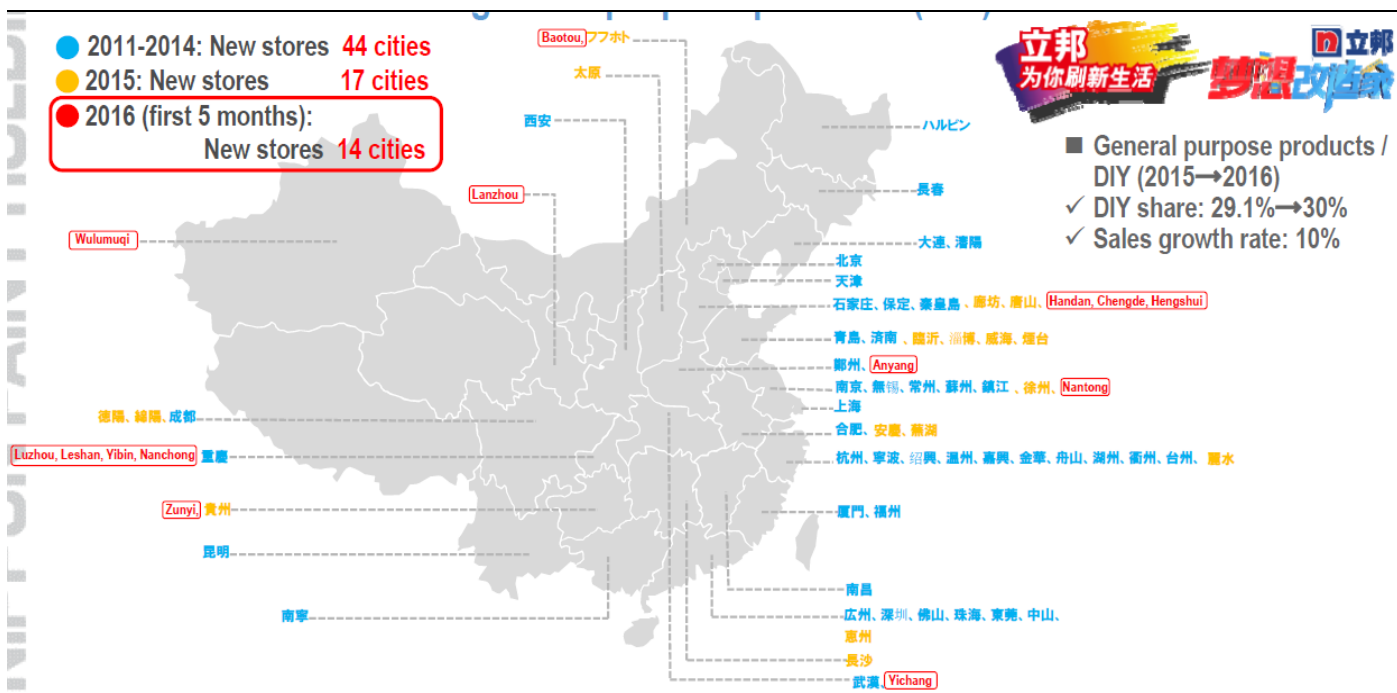 2011-2014: New stores 44 cities
2015: New stores 17 cities
2016 (first 5 months):
New stores 14 cities
立邦
为你刷新生活
n 立邦
梦想改造家
■ General purpose products /
DIY (2015→2016)
✓ DIY share: 29.1%→30%
✓ Sales growth rate: 10%
Baotou, フフホト
太原
西安
Lanzhou
Wulumuqi
ハルビン
長春
大連、瀋陽
北京
天津
石家庄、保定、秦皇島、廊坊、唐山、Handan, Chengde, Hengshui
青島、済南、臨沂、淄博、威海、煙台
鄭州、Anyang
南京、無锡、常州、蘇州、鎮江、徐州、Nantong
上海
合肥、安慶、蕪湖
杭州、寧波、绍興、温州、嘉興、金華、舟山、湖州、衢州、台州、麗水
徳陽、綿陽、成都
Luzhou, Leshan, Yibin, Nanchong 重慶
Zunyi, 貴州
昆明
南寧
厦門、福州
南昌
広州、深圳、佛山、珠海、東莞、中山、
恵州
長沙
武漢、Yichang